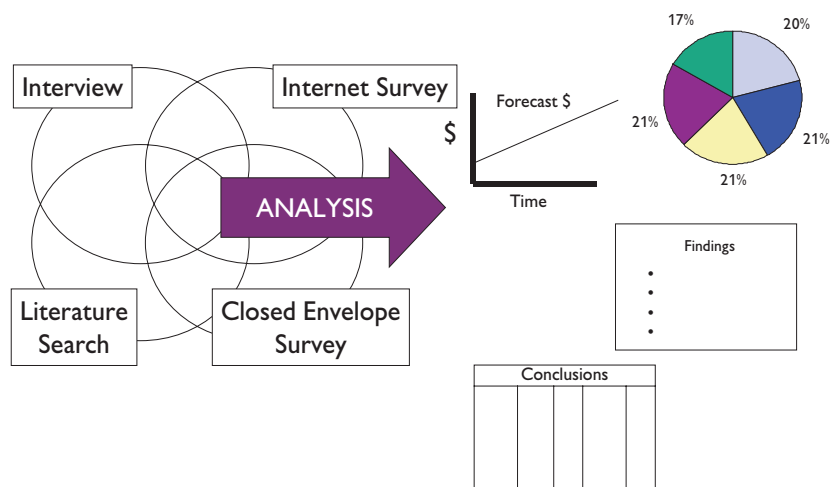 Interview
Internet Survey
Literature
Search
Closed Envelope
Survey
ANALYSIS
$
Forecast $
Time
17%
20%
21%
21%
21%
Findings
•
•
•
•
Conclusions